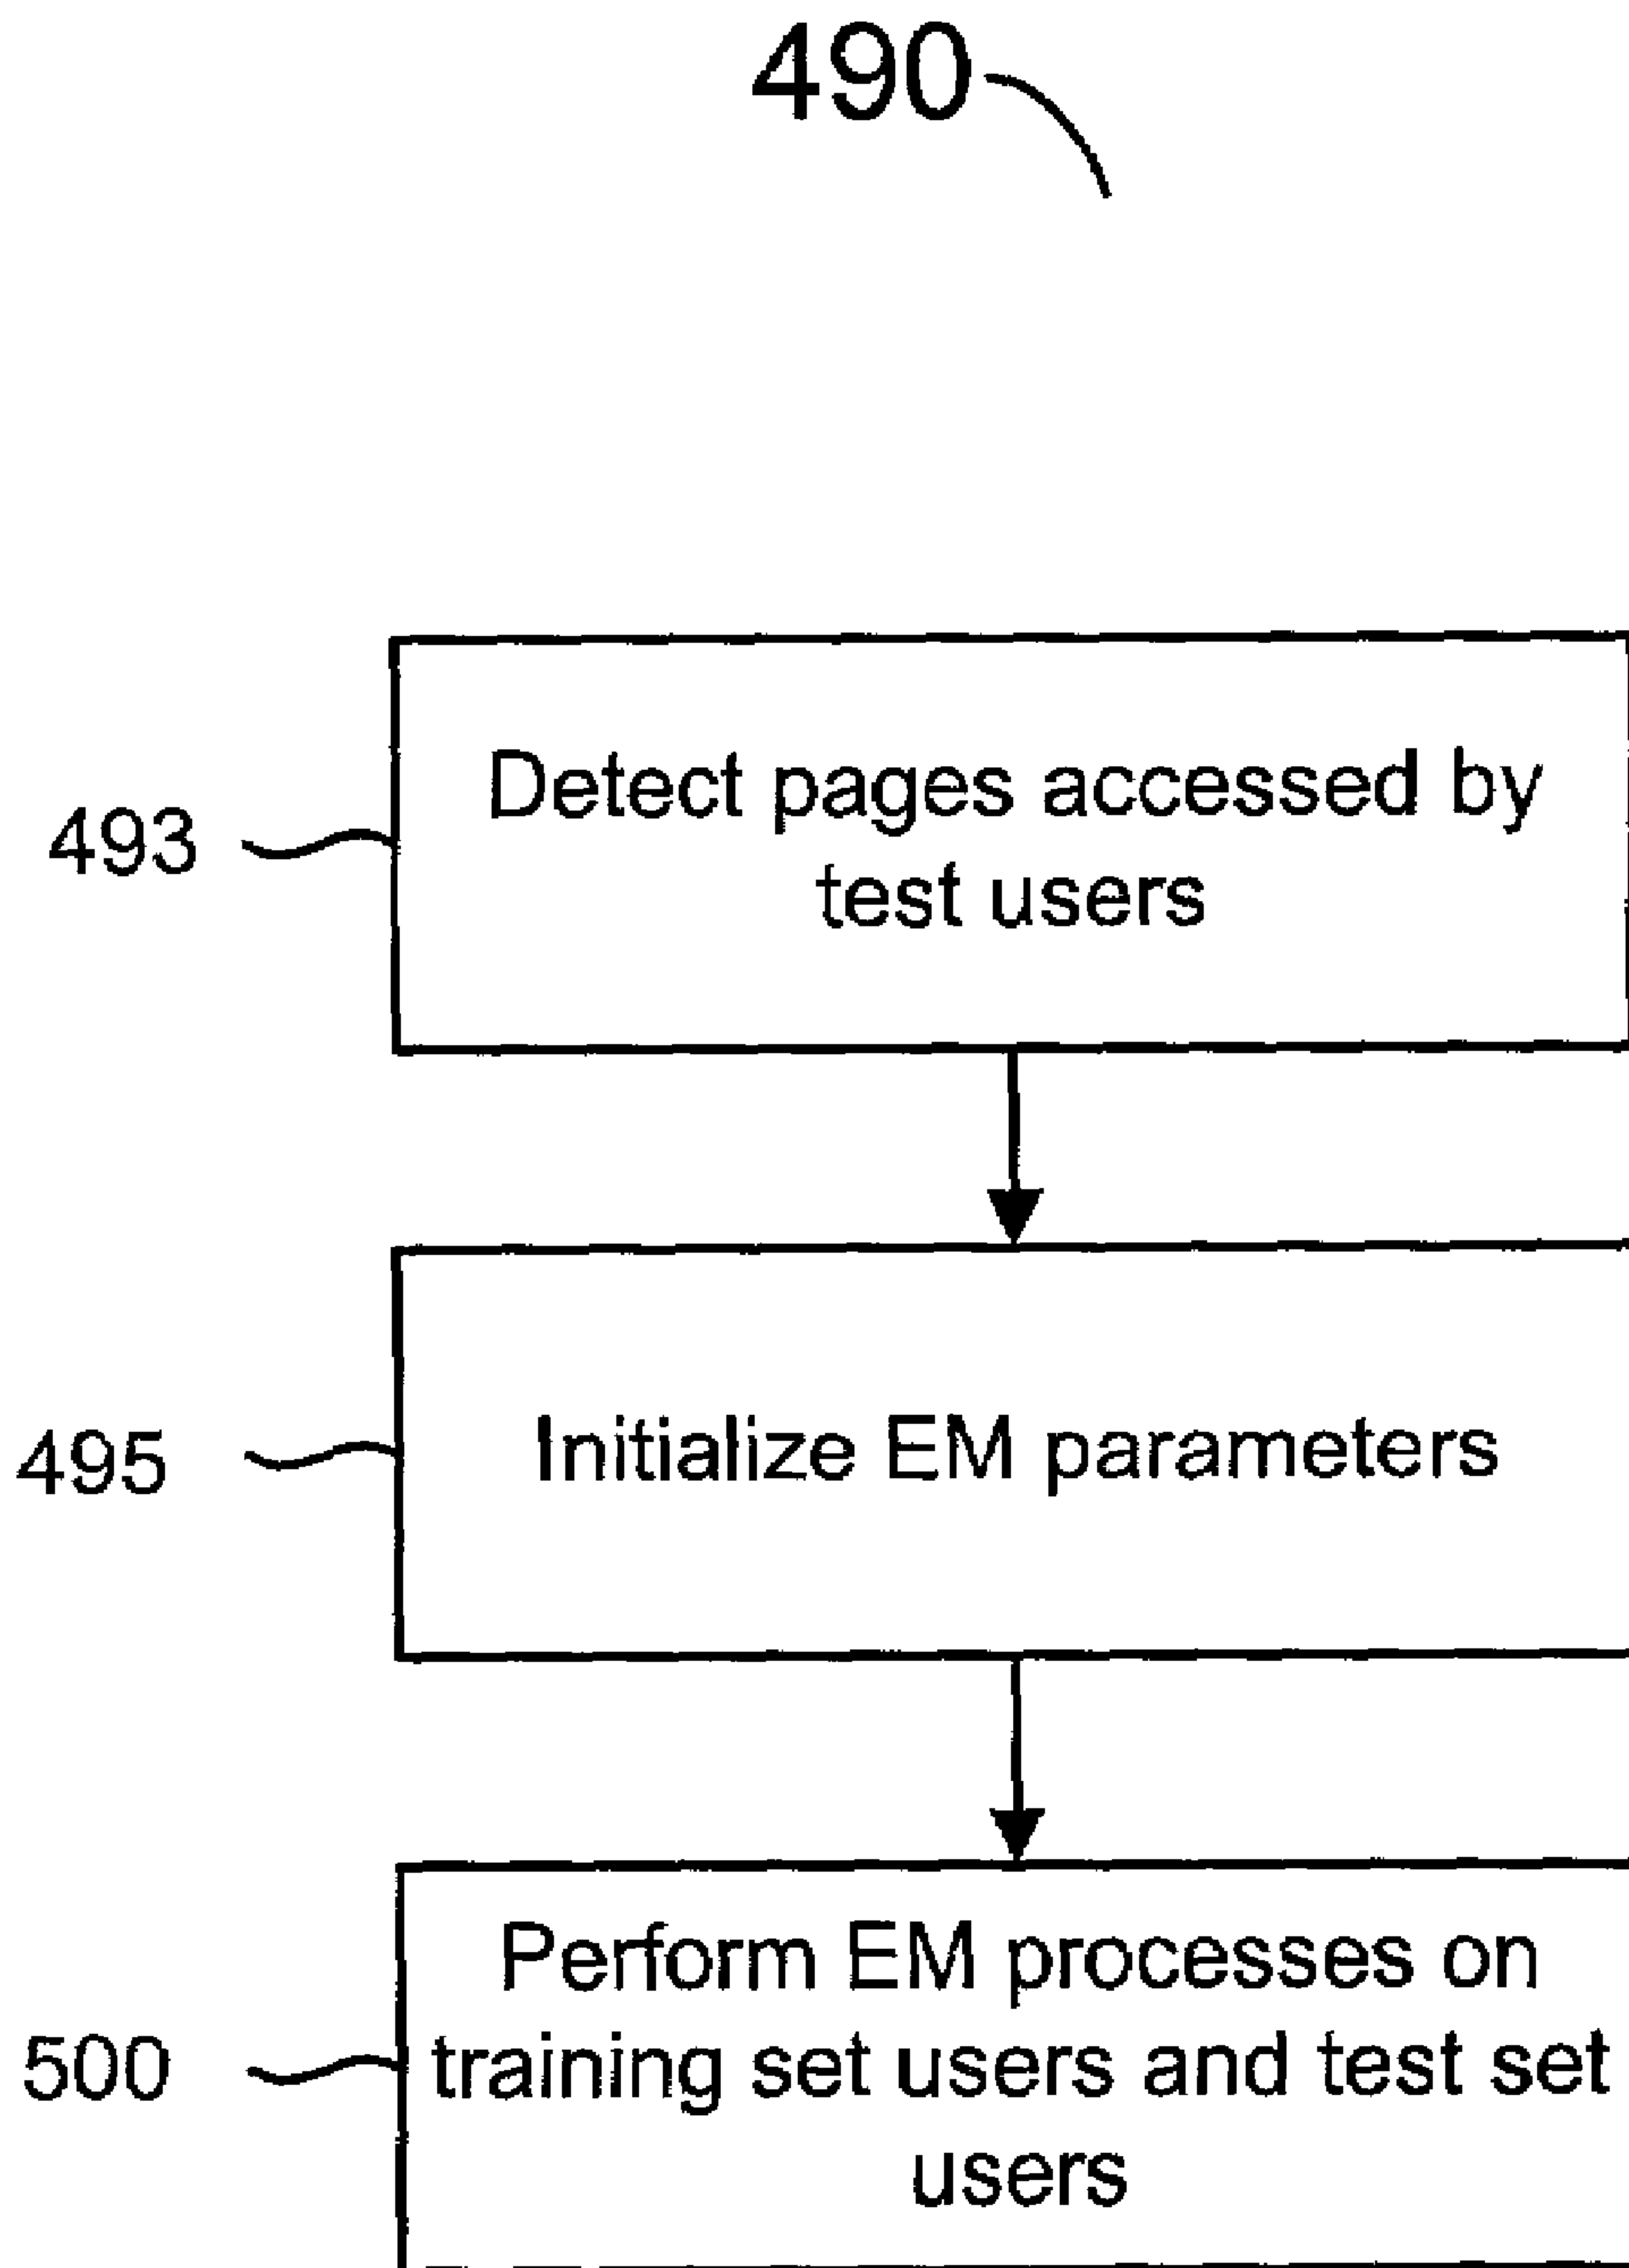 490
493
Detect pages accessed by
test users
495
Initialize EM parameters
500
Perform EM processes on
training set users and test set
users